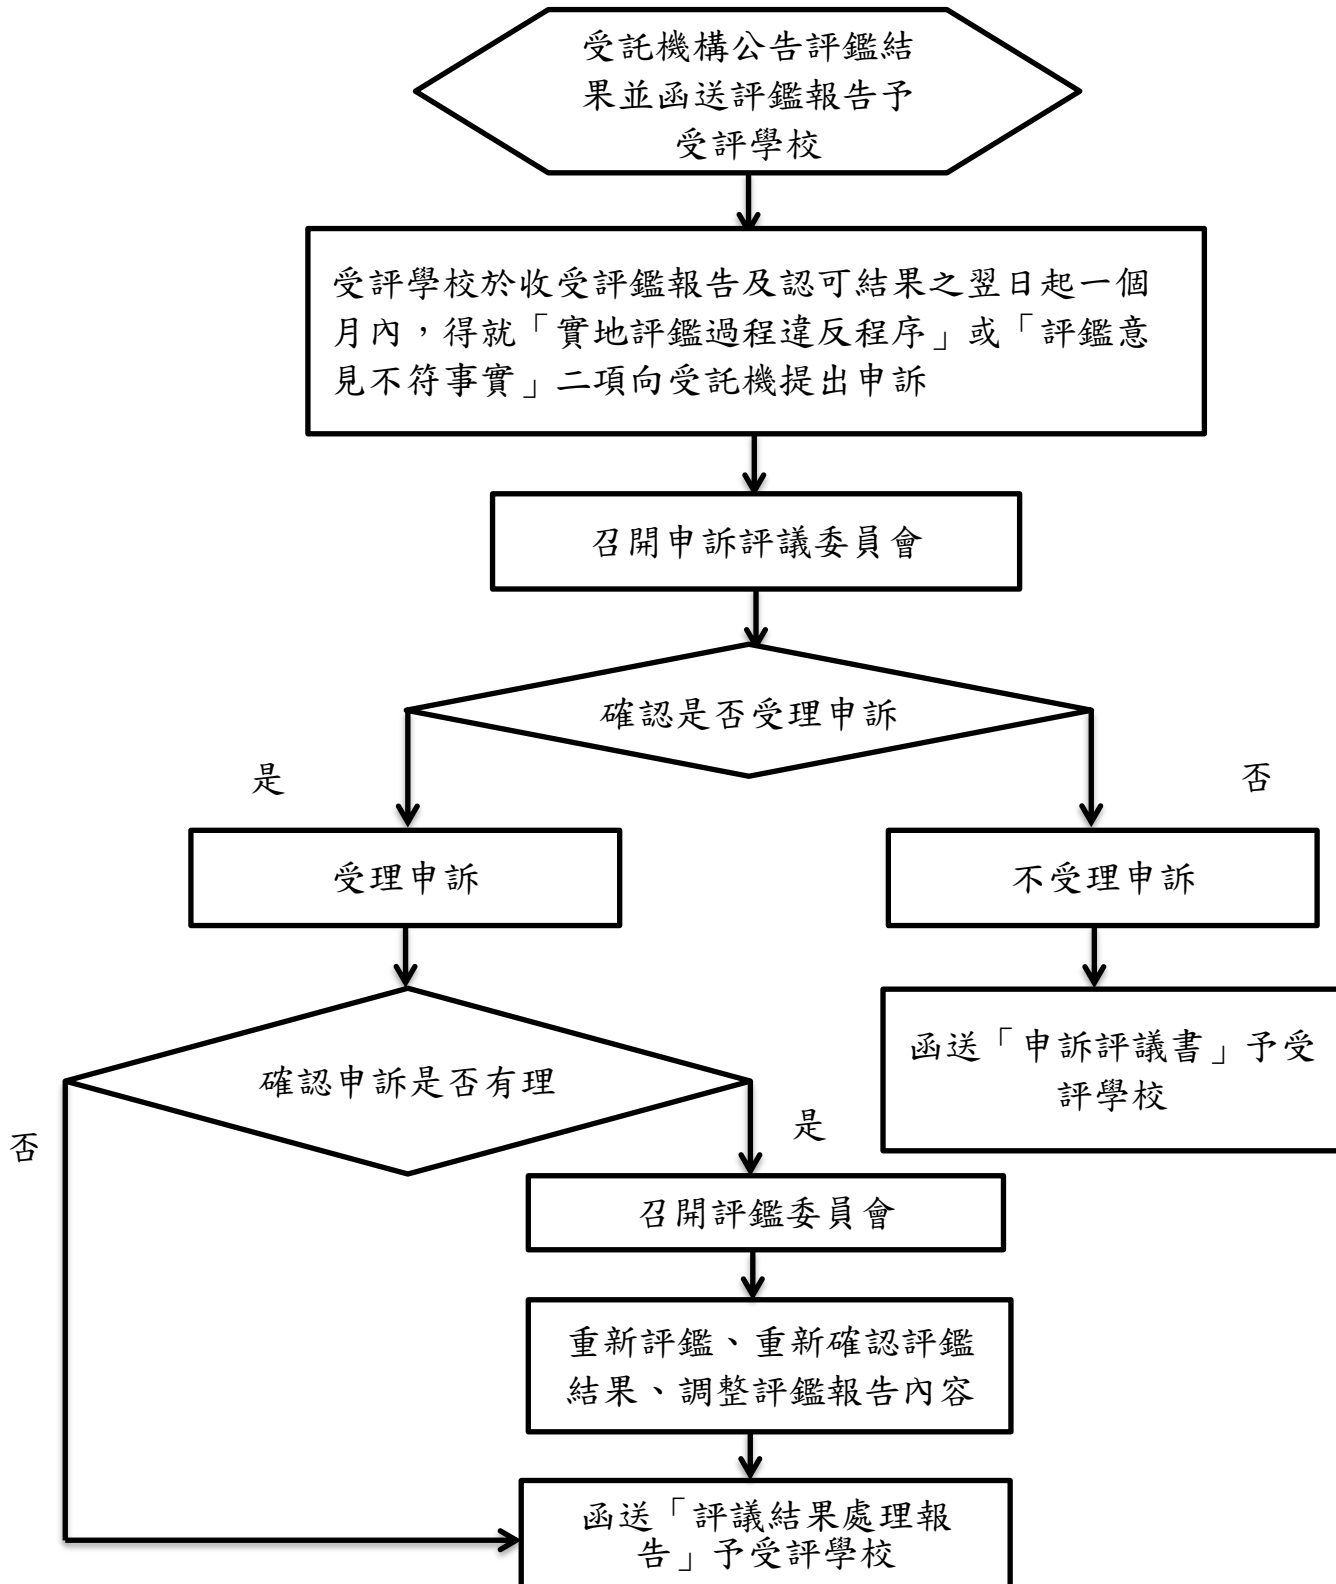 受託機構公告評鑑結
果並函送評鑑報告予
受評學校
受評學校於收受評鑑報告及認可結果之翌日起一個
月內，得就「實地評鑑過程違反程序」或「評鑑意
見不符事實」二項向受託機提出申訴
召開申訴評議委員會
確認是否受理申訴
是
否
受理申訴
不受理申訴
函送「申訴評議書」予受
評學校
確認申訴是否有理
否
是
召開評鑑委員會
重新評鑑、重新確認評鑑
結果、調整評鑑報告內容
函送「評議結果處理報
告」予受評學校